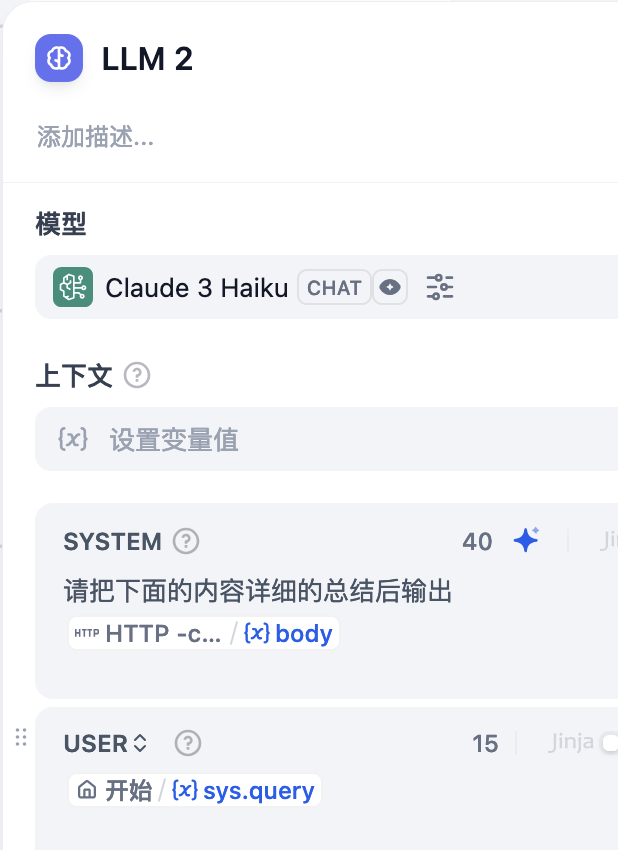 LLM 2
添加描述...
模型
Claude 3 Haiku CHAT
上下文 ?
{x} 设置变量值
SYSTEM ? 40
请把下面的内容详细的总结后输出
HTTP HTTP -c... / {x} body
USER ? 15 Jinja
开始 / {x} sys.query